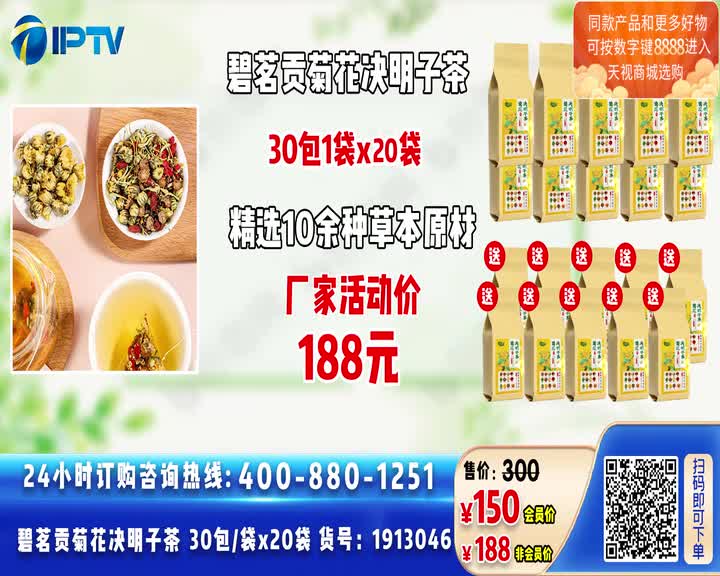 IPTV
同款产品和更多好物
可按数字键8888进入
天视商城选购
碧茗贡菊花决明子茶
30包1袋x20袋
精选10余种草本原材
厂家活动价
188元
送 送 送 送 送
送 送 送 送 送
24小时订购咨询热线:400-880-1251
碧茗贡菊花决明子茶 30包/袋x20袋 货号：1913046
售价:300
¥150会员价
¥188非会员价
扫码即可下单